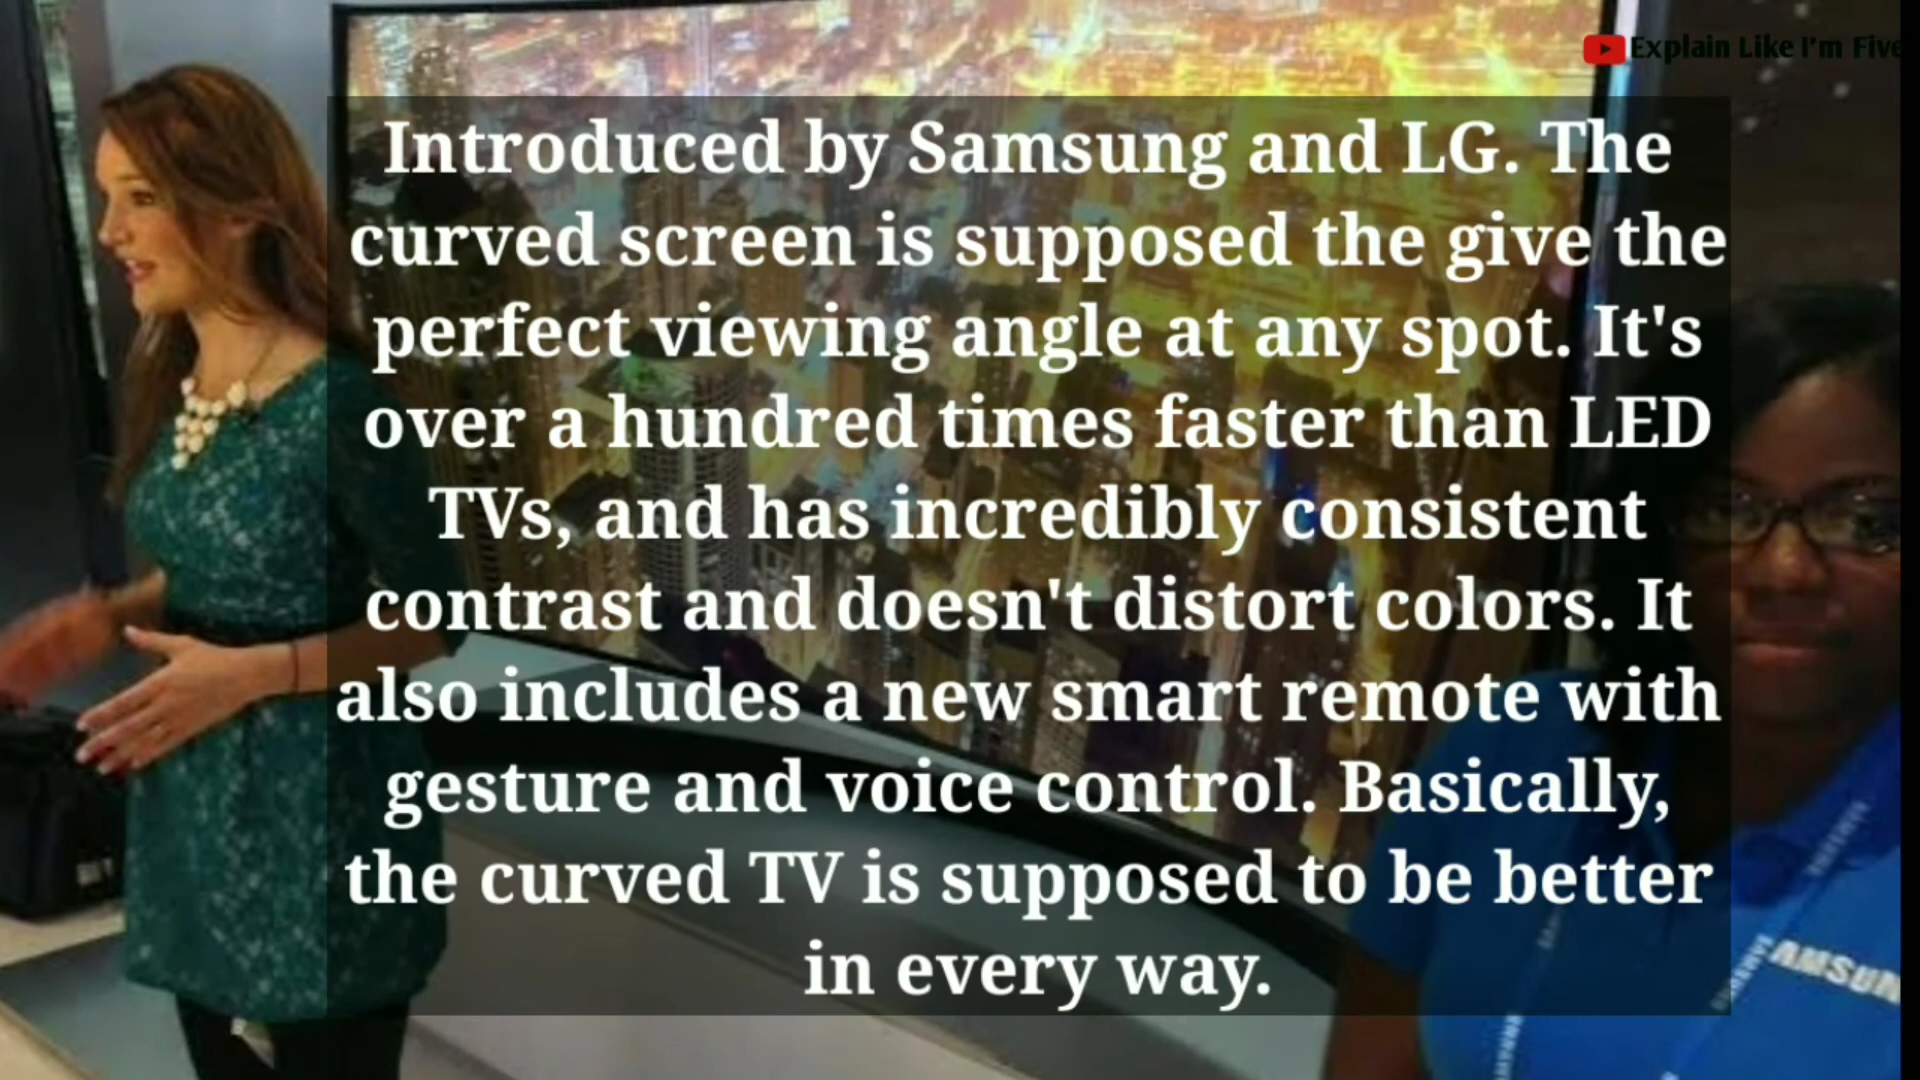 Explain Like I'm Five
Introduced by Samsung and LG. The
curved screen is supposed the give the
perfect viewing angle at any spot. It's
over a hundred times faster than LED
TVs, and has incredibly consistent
contrast and doesn't distort colors. It
also includes a new smart remote with
gesture and voice control. Basically,
the curved TV is supposed to be better
in every way.
AMSUN